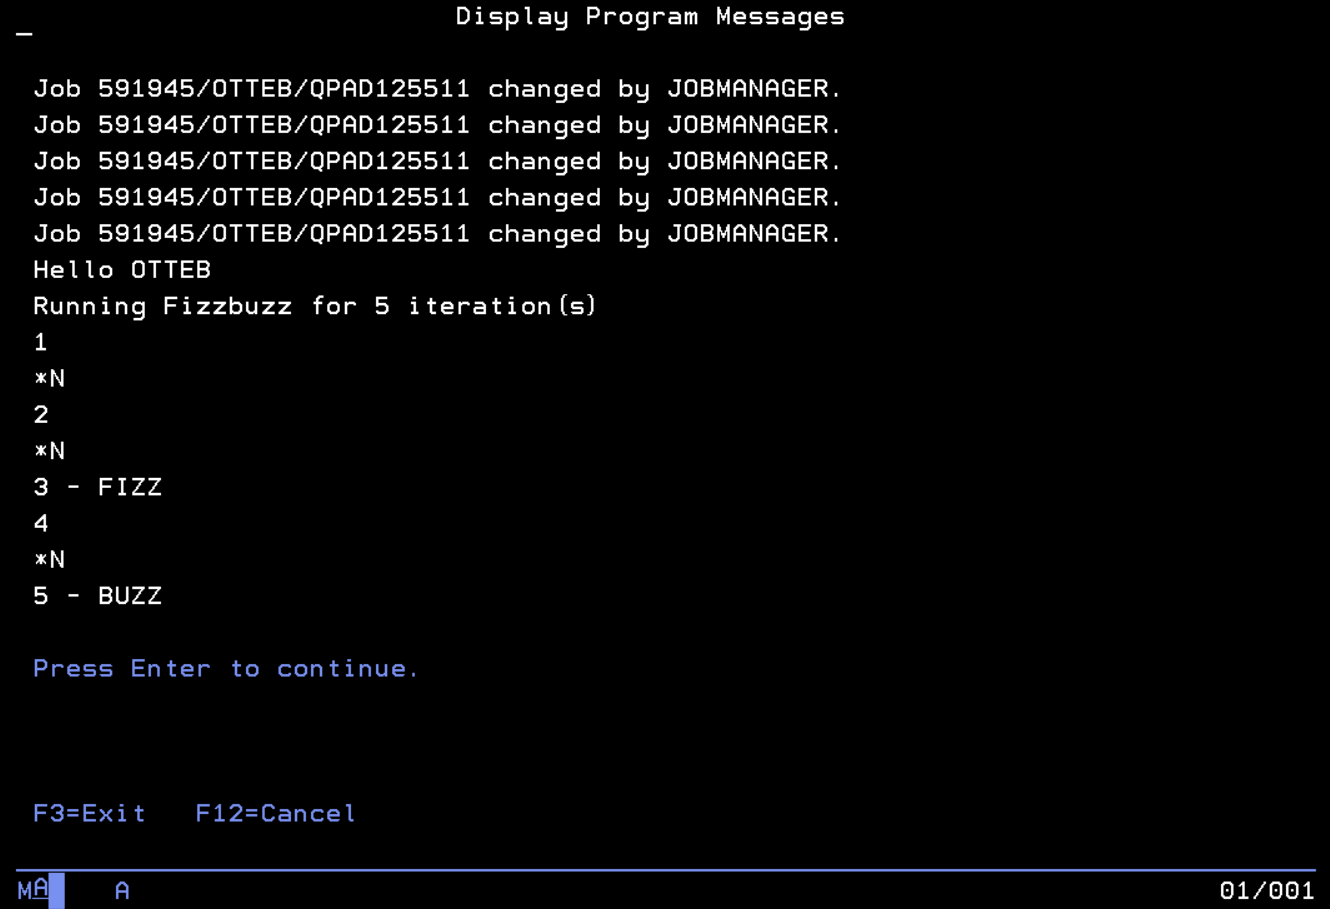 Display Program Messages
Job 591945/OTTEB/QPAD125511 changed by JOBMANAGER.
Job 591945/OTTEB/QPAD125511 changed by JOBMANAGER.
Job 591945/OTTEB/QPAD125511 changed by JOBMANAGER.
Job 591945/OTTEB/QPAD125511 changed by JOBMANAGER.
Job 591945/OTTEB/QPAD125511 changed by JOBMANAGER.
Hello OTTEB
Running Fizzbuzz for 5 iteration(s)
1
*N
2
*N
3 - FIZZ
4
*N
5 - BUZZ
Press Enter to continue.
F3=Exit F12=Cancel
MA A 01/001